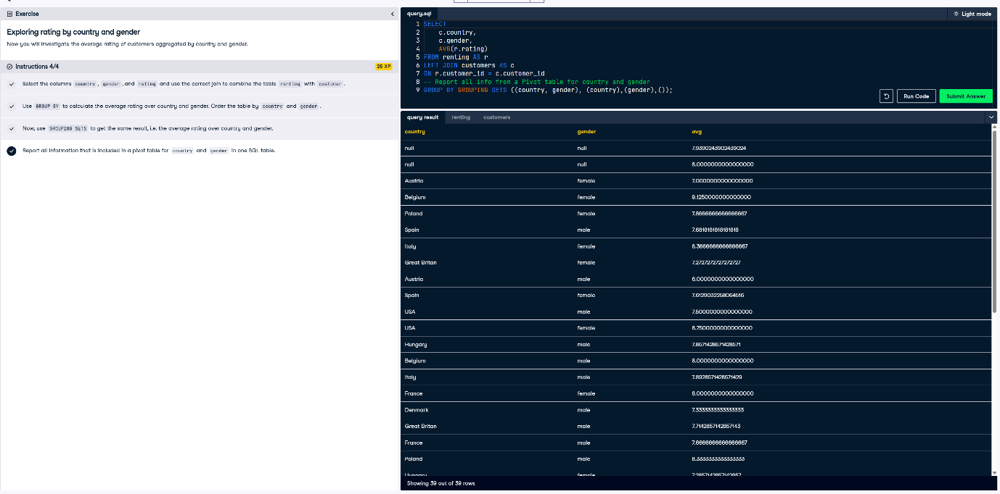 Exercise
Exploring rating by country and gender
Now you will investigate the average rating of customers aggregated by country and gender.
Instructions 4/4
25 XP
Select the columns country, gender, and rating and use the correct join to combine the table renting with customer.
Use GROUP BY to calculate the average rating over country and gender. Order the table by country and gender.
Now, use GROUPING SETS to get the same result, i.e. the average rating over country and gender.
Report all information that is included in a pivot table for country and gender in one SQL table.
query.sql
Light mode
1 SELECT
2 c.country,
3 c.gender,
4 AVG(r.rating)
5 FROM renting AS r
6 LEFT JOIN customers AS c
7 ON r.customer_id = c.customer_id
8 -- Report all info from a Pivot table for country and gender
9 GROUP BY GROUPING SETS ((country, gender), (country),(gender),());
Run Code
Submit Answer
query result renting customers
country gender avg
null null 7.9390243902439024
null null 8.0000000000000000
Austria female 7.0000000000000000
Belgium female 9.1250000000000000
Poland female 7.8666666666666667
Spain male 7.6818181818181818
Italy female 8.3666666666666667
Great Britan female 7.2727272727272727
Austria male 6.0000000000000000
Spain female 7.6129032258064516
USA male 7.5000000000000000
USA female 8.7500000000000000
Hungary male 7.8571428571428571
Belgium male 8.0000000000000000
Italy male 7.8928571428571429
France female 8.0000000000000000
Denmark male 7.3333333333333333
Great Britan male 7.7142857142857143
France male 7.6666666666666667
Poland male 8.3333333333333333
Hungary female 7.2857142857142857
Showing 39 out of 39 rows